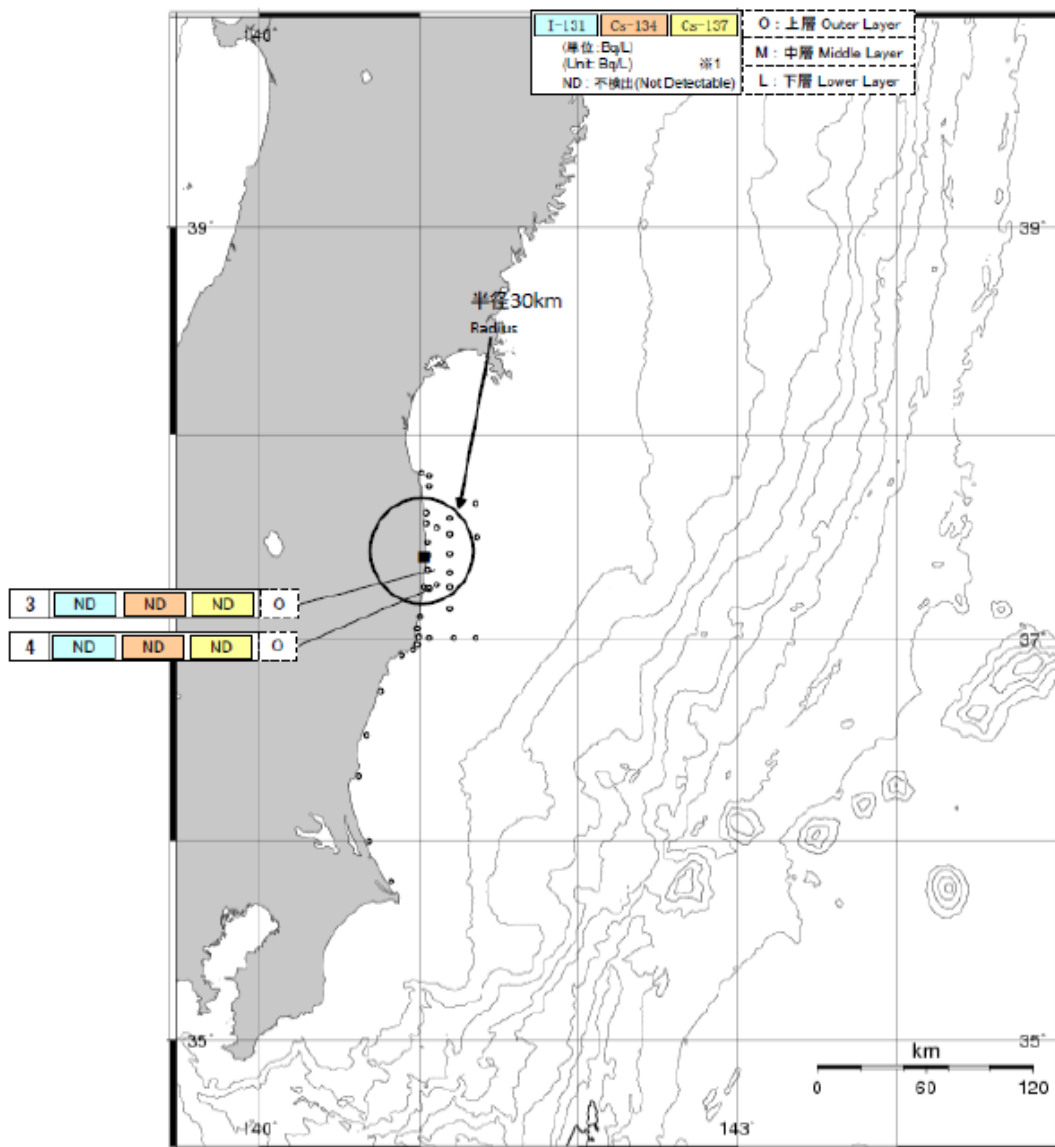 140°
I-131 Cs-134 Cs-137
(単位:Bq/L)
(Unit: Bq/L) ※1
ND : 不検出(Not Detectable)
O : 上層 Outer Layer
M : 中層 Middle Layer
L : 下層 Lower Layer
39° 39°
半径30km
Radius
3 ND ND ND O
4 ND ND ND O
37°
35° 35°
km
0 60 120
140° 143°